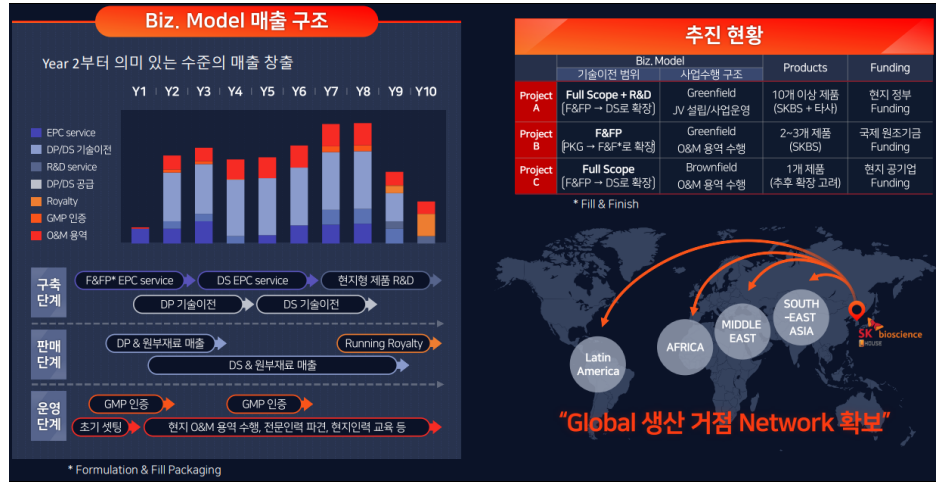 Biz. Model 매출 구조
Year 2부터 의미 있는 수준의 매출 창출
Y1 Y2 Y3 Y4 Y5 Y6 Y7 Y8 Y9 Y10
EPC service
DP/DS 기술이전
R&D service
DP/DS 공급
Royalty
GMP 인증
O&M 용역
구축
단계
F&FP* EPC service
DS EPC service
현지형 제품 R&D
DP 기술이전
DS 기술이전
판매
단계
DP & 원부재료 매출
Running Royalty
DS & 원부재료 매출
운영
단계
GMP 인증
GMP 인증
초기 셋팅
현지 O&M 용역 수행, 전문인력 파견, 현지인력 교육 등
* Formulation & Fill Packaging
추진 현황
Biz. Model
Products
Funding
기술이전 범위
사업수행 구조
Project
A
Full Scope + R&D
(F&FP → DS로 확장)
Greenfield
JV 설립/사업운영
10개 이상 제품
(SKBS + 타사)
현지 정부
Funding
Project
B
F&FP
(PKG → F&F*로 확장)
Greenfield
O&M 용역 수행
2~3개 제품
(SKBS)
국제 원조기금
Funding
Project
C
Full Scope
(F&FP → DS로 확장)
Brownfield
O&M 용역 수행
1개 제품
(추후 확장 고려)
현지 공기업
Funding
* Fill & Finish
Latin
America
AFRICA
MIDDLE
EAST
SOUTH
-EAST
ASIA
SK bioscience
HOUSE
“Global 생산 거점 Network 확보”